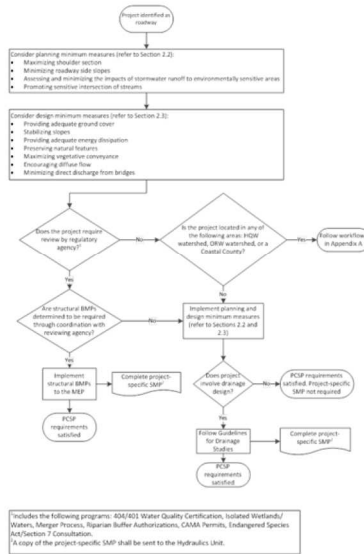 Project identified as
roadway
Consider planning minimum measures (refer to Section 2.2):
• Maximizing shoulder section
• Minimizing roadway side slopes
• Assessing and minimizing the impacts of stormwater runoff to environmentally sensitive areas
• Promoting sensitive intersection of streams
Consider design minimum measures (refer to Section 2.3):
• Providing adequate ground cover
• Stabilizing slopes
• Providing adequate energy dissipation
• Preserving natural features
• Maximizing vegetative conveyance
• Encouraging diffuse flow
• Minimizing direct discharge from bridges
Does the project require
review by regulatory
agency?¹
No
Is the project located in any of
the following areas: HQW
watershed, ORW watershed, or a
Coastal County?
Yes
Follow workflow
in Appendix A
Yes
No
Are structural BMPs
determined to be required
through coordination with
reviewing agency?
No
Implement planning and
design minimum measures
(refer to Sections 2.2 and
2.3)
Yes
Implement
structural BMPs
to the MEP
Complete project-
specific SMP²
Does project
involve drainage
design?
No
PCSP requirements
satisfied. Project-specific
SMP not required
Yes
PCSP
requirements
satisfied
Follow Guidelines
for Drainage
Studies
Complete project-
specific SMP²
PCSP
requirements
satisfied
¹Includes the following programs: 404/401 Water Quality Certification, Isolated Wetlands/
Waters, Merger Process, Riparian Buffer Authorizations, CAMA Permits, Endangered Species
Act/Section 7 Consultation.
²A copy of the project-specific SMP shall be sent to the Hydraulics Unit.